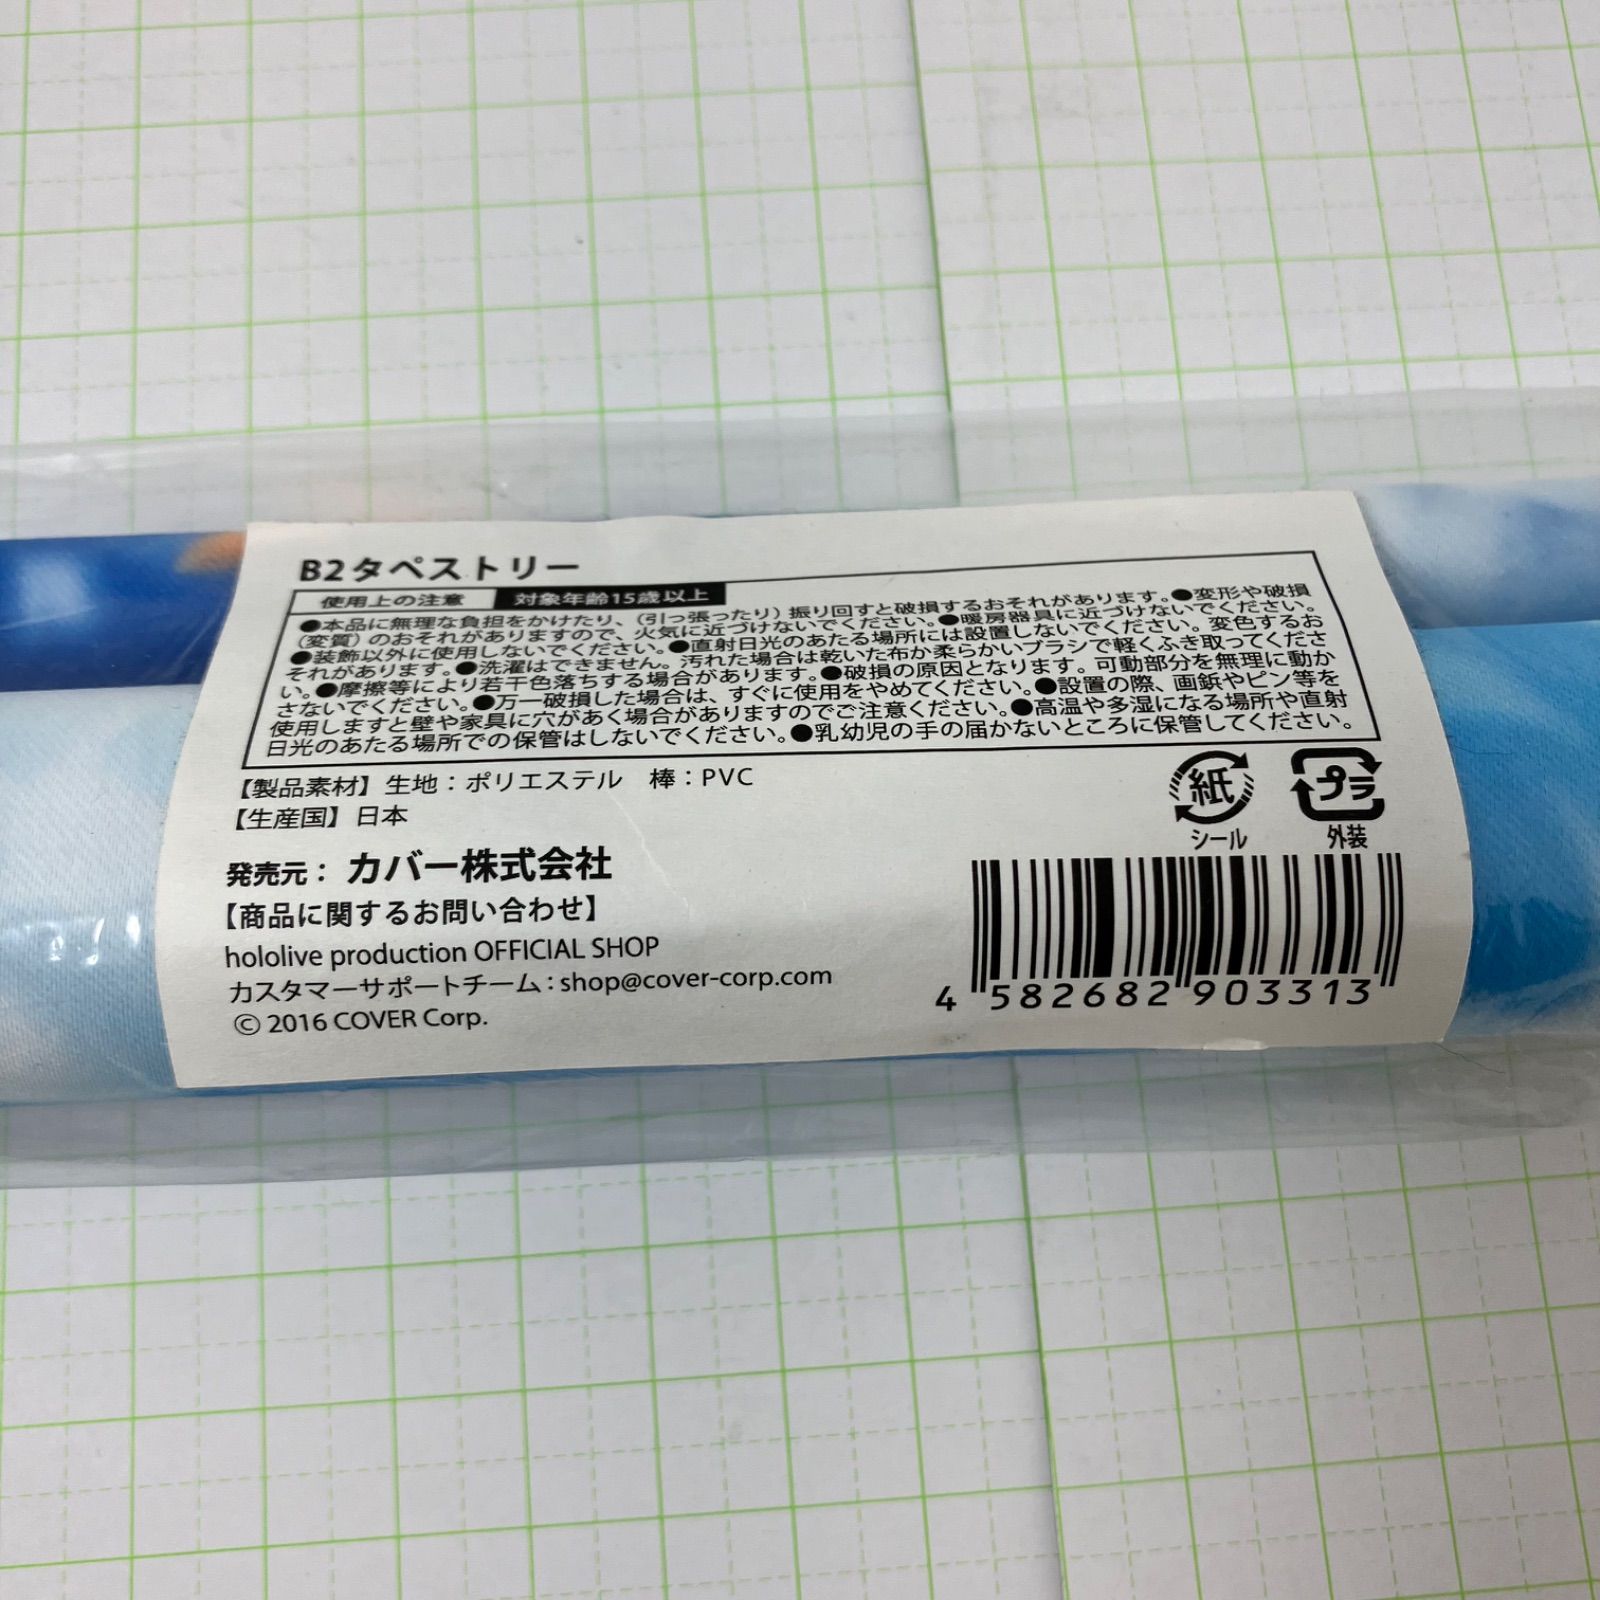 B2タペストリー
使用上の注意 対象年齢15歳以上
●本品に無理な負担をかけたり、(引っ張ったり)振り回すと破損するおそれがあります。●変形や破損
(変質)のおそれがありますので、火気に近づけないでください。●暖房器具に近づけないでください。
●装飾以外に使用しないでください。●直射日光のあたる場所には設置しないでください。変色するお
それがあります。●洗濯はできません。汚れた場合は乾いた布か柔らかいブラシで軽くふき取ってくださ
い。●摩擦等により若干色落ちする場合があります。●破損の原因となります。可動部分を無理に動か
さないでください。●万一破損した場合は、すぐに使用をやめてください。●設置の際、画鋲やピン等を
使用しますと壁や家具に穴があく場合がありますのでご注意ください。●高温や多湿になる場所や直射
日光のあたる場所での保管はしないでください。●乳幼児の手の届かないところに保管してください。
【製品素材】生地：ポリエステル 棒：PVC
【生産国】日本
紙
シール
プラ
外装
発売元： カバー株式会社
【商品に関するお問い合わせ】
hololive production OFFICIAL SHOP
カスタマーサポートチーム：shop@cover-corp.com
© 2016 COVER Corp.
4 582682 903313